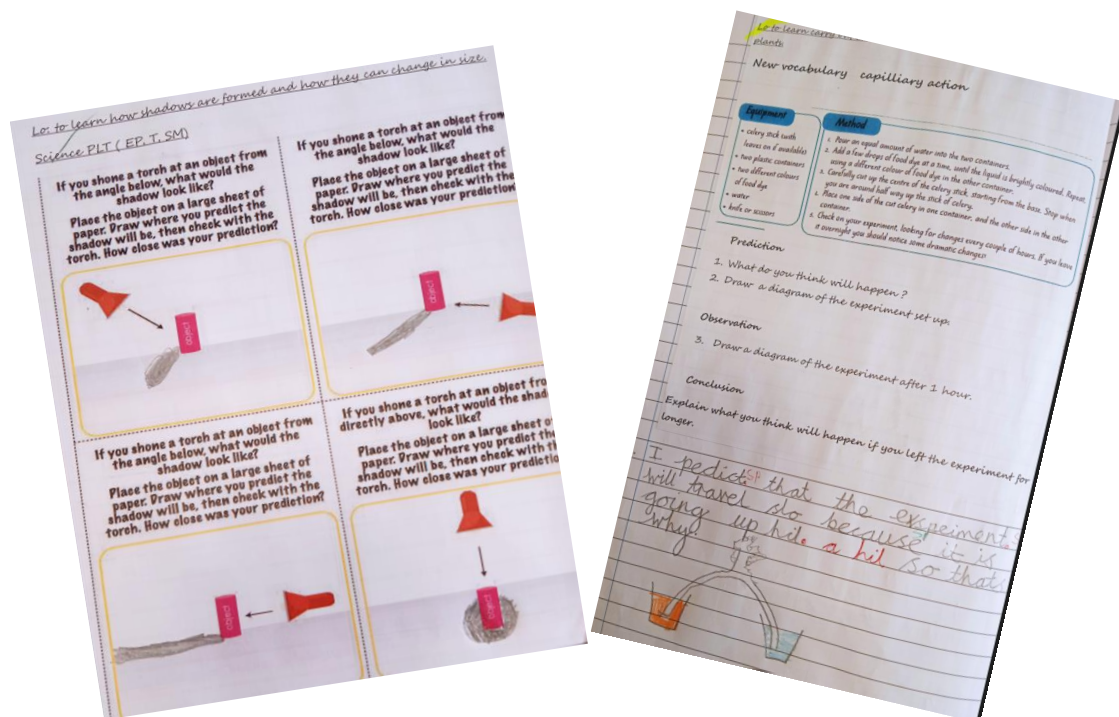 Lo: to learn how shadows are formed and how they can change in size.
Science PLT ( EP, T, SM)
If you shone a torch at an object from
the angle below, what would the
shadow look like?
Place the object on a large sheet of
paper. Draw where you predict the
shadow will be, then check with the
torch. How close was your prediction?
object
If you shone a torch at an object from
the angle below, what would the
shadow look like?
Place the object on a large sheet of
paper. Draw where you predict the
shadow will be, then check with the
torch. How close was your prediction
object
If you shone a torch at an object from
the angle below, what would the
shadow look like?
Place the object on a large sheet of
paper. Draw where you predict the
shadow will be, then check with the
torch. How close was your prediction?
object
If you shone a torch at an object fro
directly above, what would the shad
look like?
Place the object on a large sheet o
paper. Draw where you predict th
shadow will be, then check with t
torch. How close was your predictio
object
Lo to learn
plants.
New vocabulary capilliary action
Equipment
• celery stick (with
leaves on if available)
• two plastic containers
• two different colours
of food dye
• water
• knife or scissors
Method
1. Pour an equal amount of water into the two containers.
2. Add a few drops of food dye at a time, until the liquid is brightly coloured. Repeat,
using a different colour of food dye in the other container.
3. Carefully cut up the centre of the celery stick, starting from the base. Stop when
you are around half way up the stick of celery.
4. Place one side of the cut celery in one container, and the other side in the other
container.
5. Check on your experiment, looking for changes every couple of hours. If you leave
it overnight you should notice some dramatic changes!
Prediction
1. What do you think will happen ?
2. Draw a diagram of the experiment set up.
Observation
3. Draw a diagram of the experiment after 1 hour.
Conclusion
Explain what you think will happen if you left the experiment for
longer.
I pedict sp that the exspeiment
will travel slo because it is
going up hil. a hil so that
why.